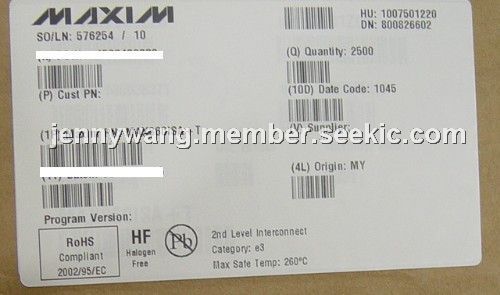 MAXIM
HU: 1007501220
DN: 800826602
SO/LN: 576254 / 10
(Q) Quantity: 2500
(P) Cust PN:
(10D) Date Code: 1045
jennywang.member.seekic.com
(V) Supplier:
(4L) Origin: MY
Program Version:
RoHS
Compliant
2002/95/EC
HF
Halogen
Free
Pb
2nd Level Interconnect
Category: e3
Max Safe Temp: 260°C